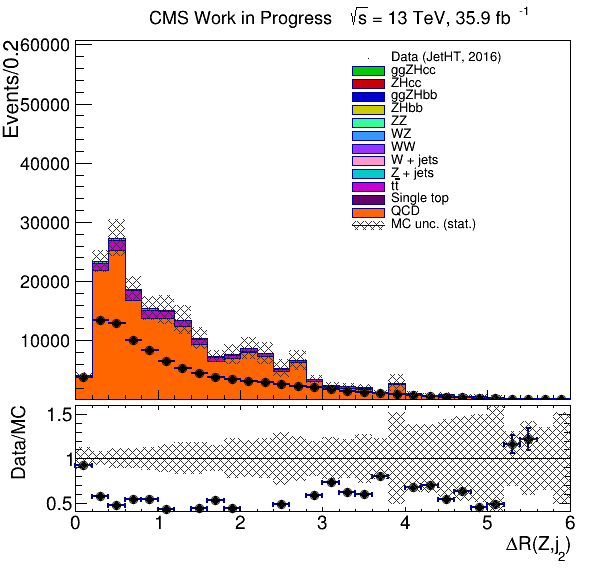 CMS Work in Progress √s = 13 TeV, 35.9 fb⁻¹
Events/0.2
60000
50000
40000
30000
20000
10000
Data (JetHT, 2016)
ggZHcc
ZHcc
ggZHbb
ZHbb
ZZ
WZ
WW
W + jets
Z + jets
tt̅
Single top
QCD
MC unc. (stat.)
Data/MC
1.5
1
0.5
0 1 2 3 4 5 6
ΔR(Z,j₂)